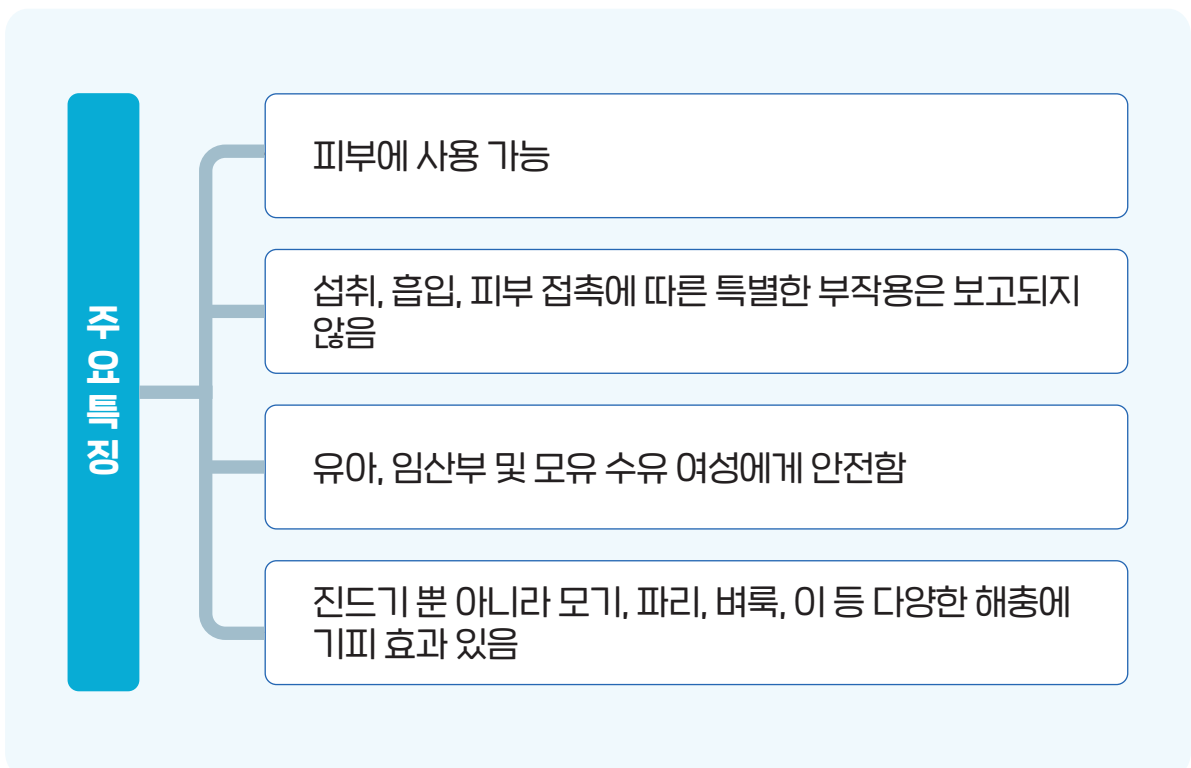 주요특징
피부에 사용 가능
섭취, 흡입, 피부 접촉에 따른 특별한 부작용은 보고되지
않음
유아, 임산부 및 모유 수유 여성에게 안전함
진드기 뿐 아니라 모기, 파리, 벼룩, 이 등 다양한 해충에
기피 효과 있음